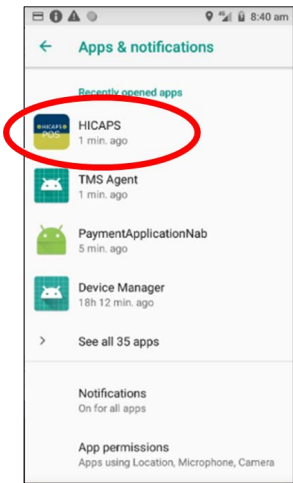 8:40 am
Apps & notifications
Recently opened apps
HICAPS
POS
HICAPS
1 min. ago
TMS Agent
1 min. ago
PaymentApplicationNab
5 min. ago
Device Manager
18h 12 min. ago
See all 35 apps
Notifications
On for all apps
App permissions
Apps using Location, Microphone, Camera